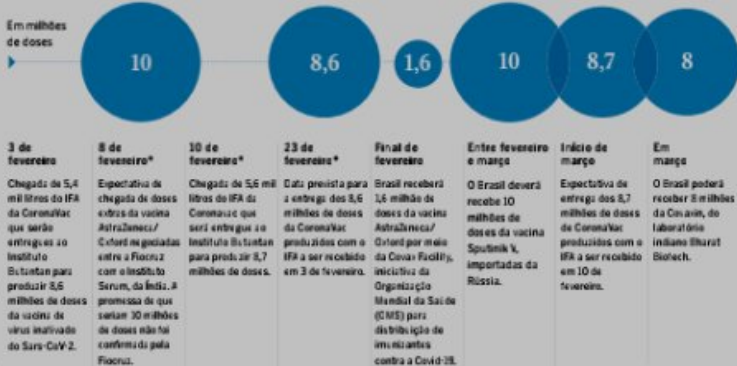 Em milhões
de doses
10
8,6
1,6
10
8,7
8
3 de
fevereiro
Chegada de 5,4
mil litros do IFA
da CoronaVac
que serão
entregues ao
Instituto
Butantan para
produzir 8,6
milhões de doses
da vacina de
vírus inativado
do Sars-CoV-2.
8 de
fevereiro*
Expectativa de
chegada de doses
extras da vacina
AstraZeneca/
Oxford negociadas
entre a Fiocruz
com o Instituto
Serum, da Índia. A
promessa de que
seriam 10 milhões
de doses não foi
confirmada pela
Fiocruz.
10 de
fevereiro*
Chegada de 5,6 mil
litros do IFA da
Coronavac que
será entregue ao
Instituto Butantan
para produzir 8,7
milhões de doses.
23 de
fevereiro*
Data prevista para
a entrega dos 8,6
milhões de doses
da CoronaVac
produzidos com o
IFA a ser recebido
em 3 de fevereiro.
Final de
fevereiro
Brasil receberá
1,6 milhão de
doses da vacina
AstraZeneca/
Oxford por meio
da Covax Facility,
iniciativa da
Organização
Mundial da Saúde
(OMS) para
distribuição de
imunizantes
contra a Covid-19.
Entre fevereiro
e março
O Brasil deverá
recebe 10
milhões de
doses da vacina
Sputinik V,
importadas da
Rússia.
Início de
março
Expectativa de
entrega dos 8,7
milhões de doses
de CoronaVac
produzidos com o
IFA a ser recebido
em 10 de
fevereiro.
Em
março
O Brasil poderá
receber 8 milhões
da Covaxin, do
laboratório
indiano Bharat
Biotech.